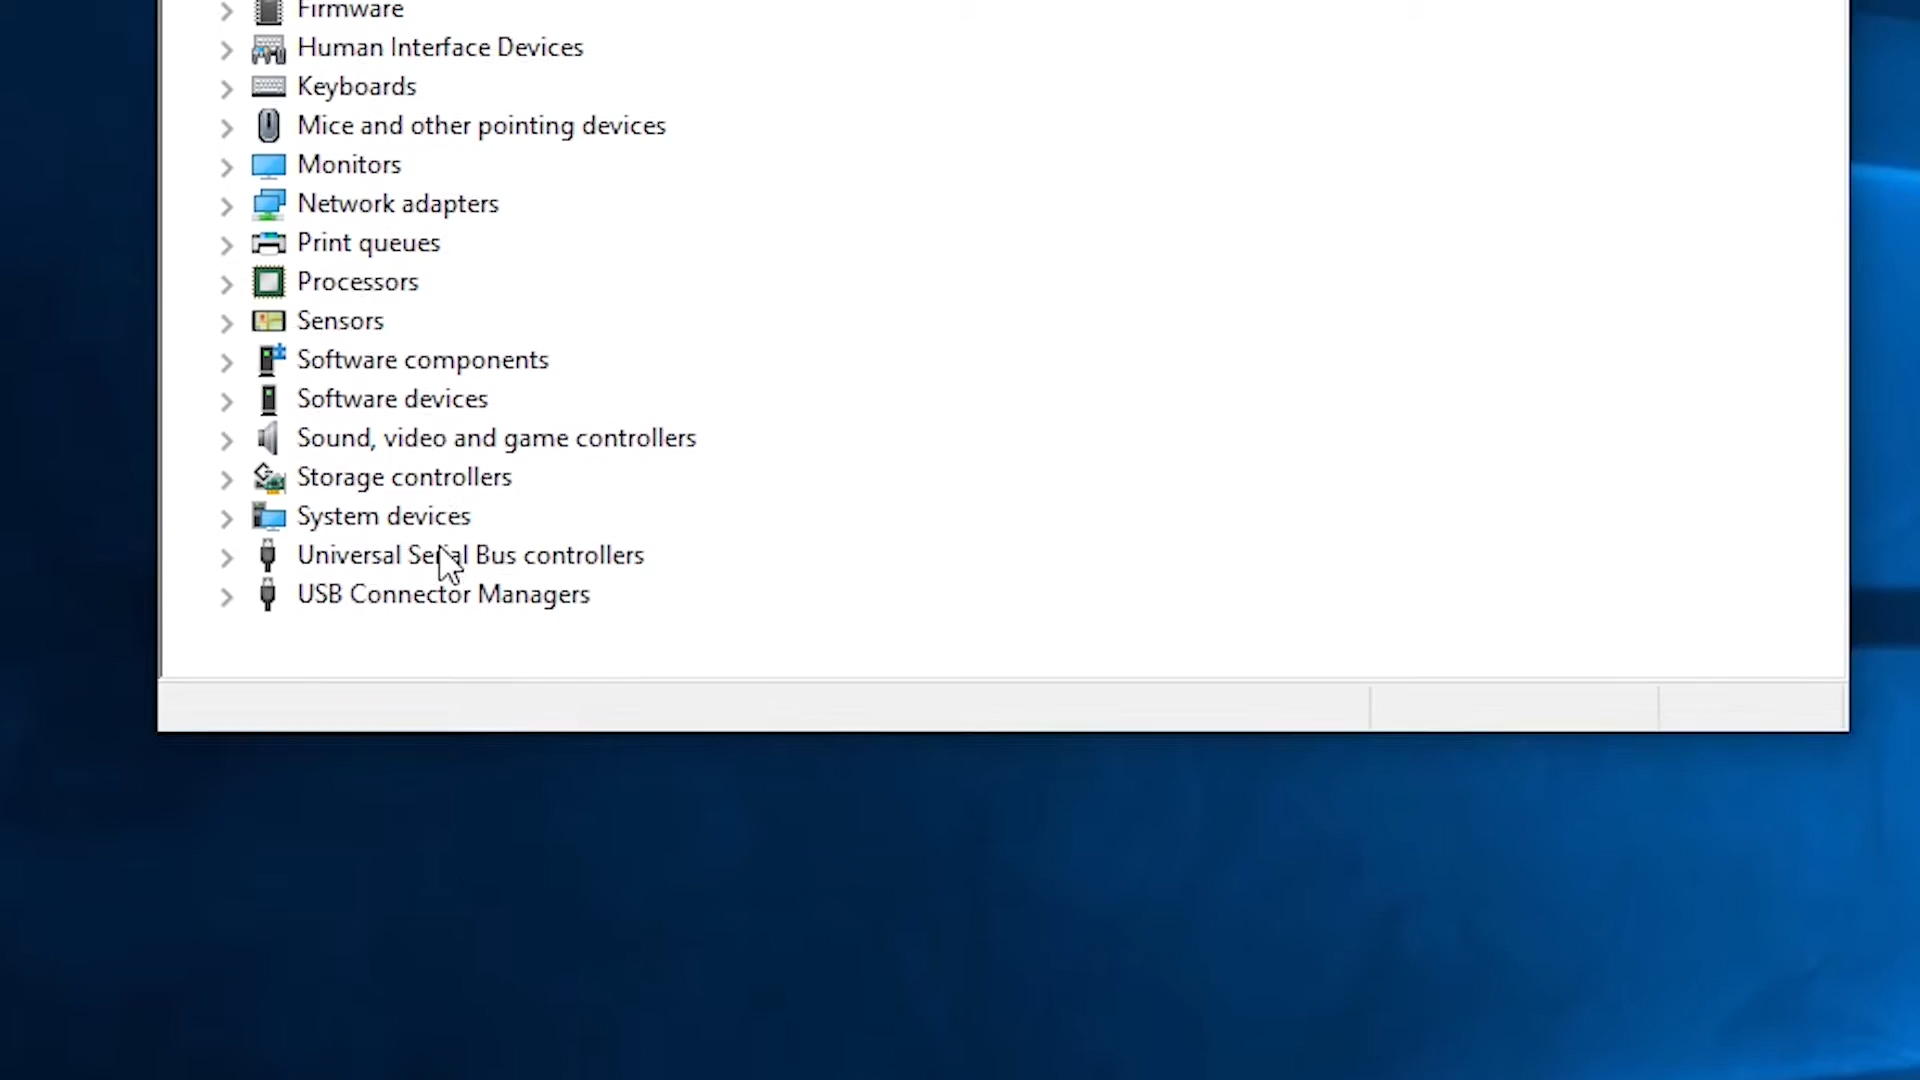 Firmware
Human Interface Devices
Keyboards
Mice and other pointing devices
Monitors
Network adapters
Print queues
Processors
Sensors
Software components
Software devices
Sound, video and game controllers
Storage controllers
System devices
Universal Serial Bus controllers
USB Connector Managers